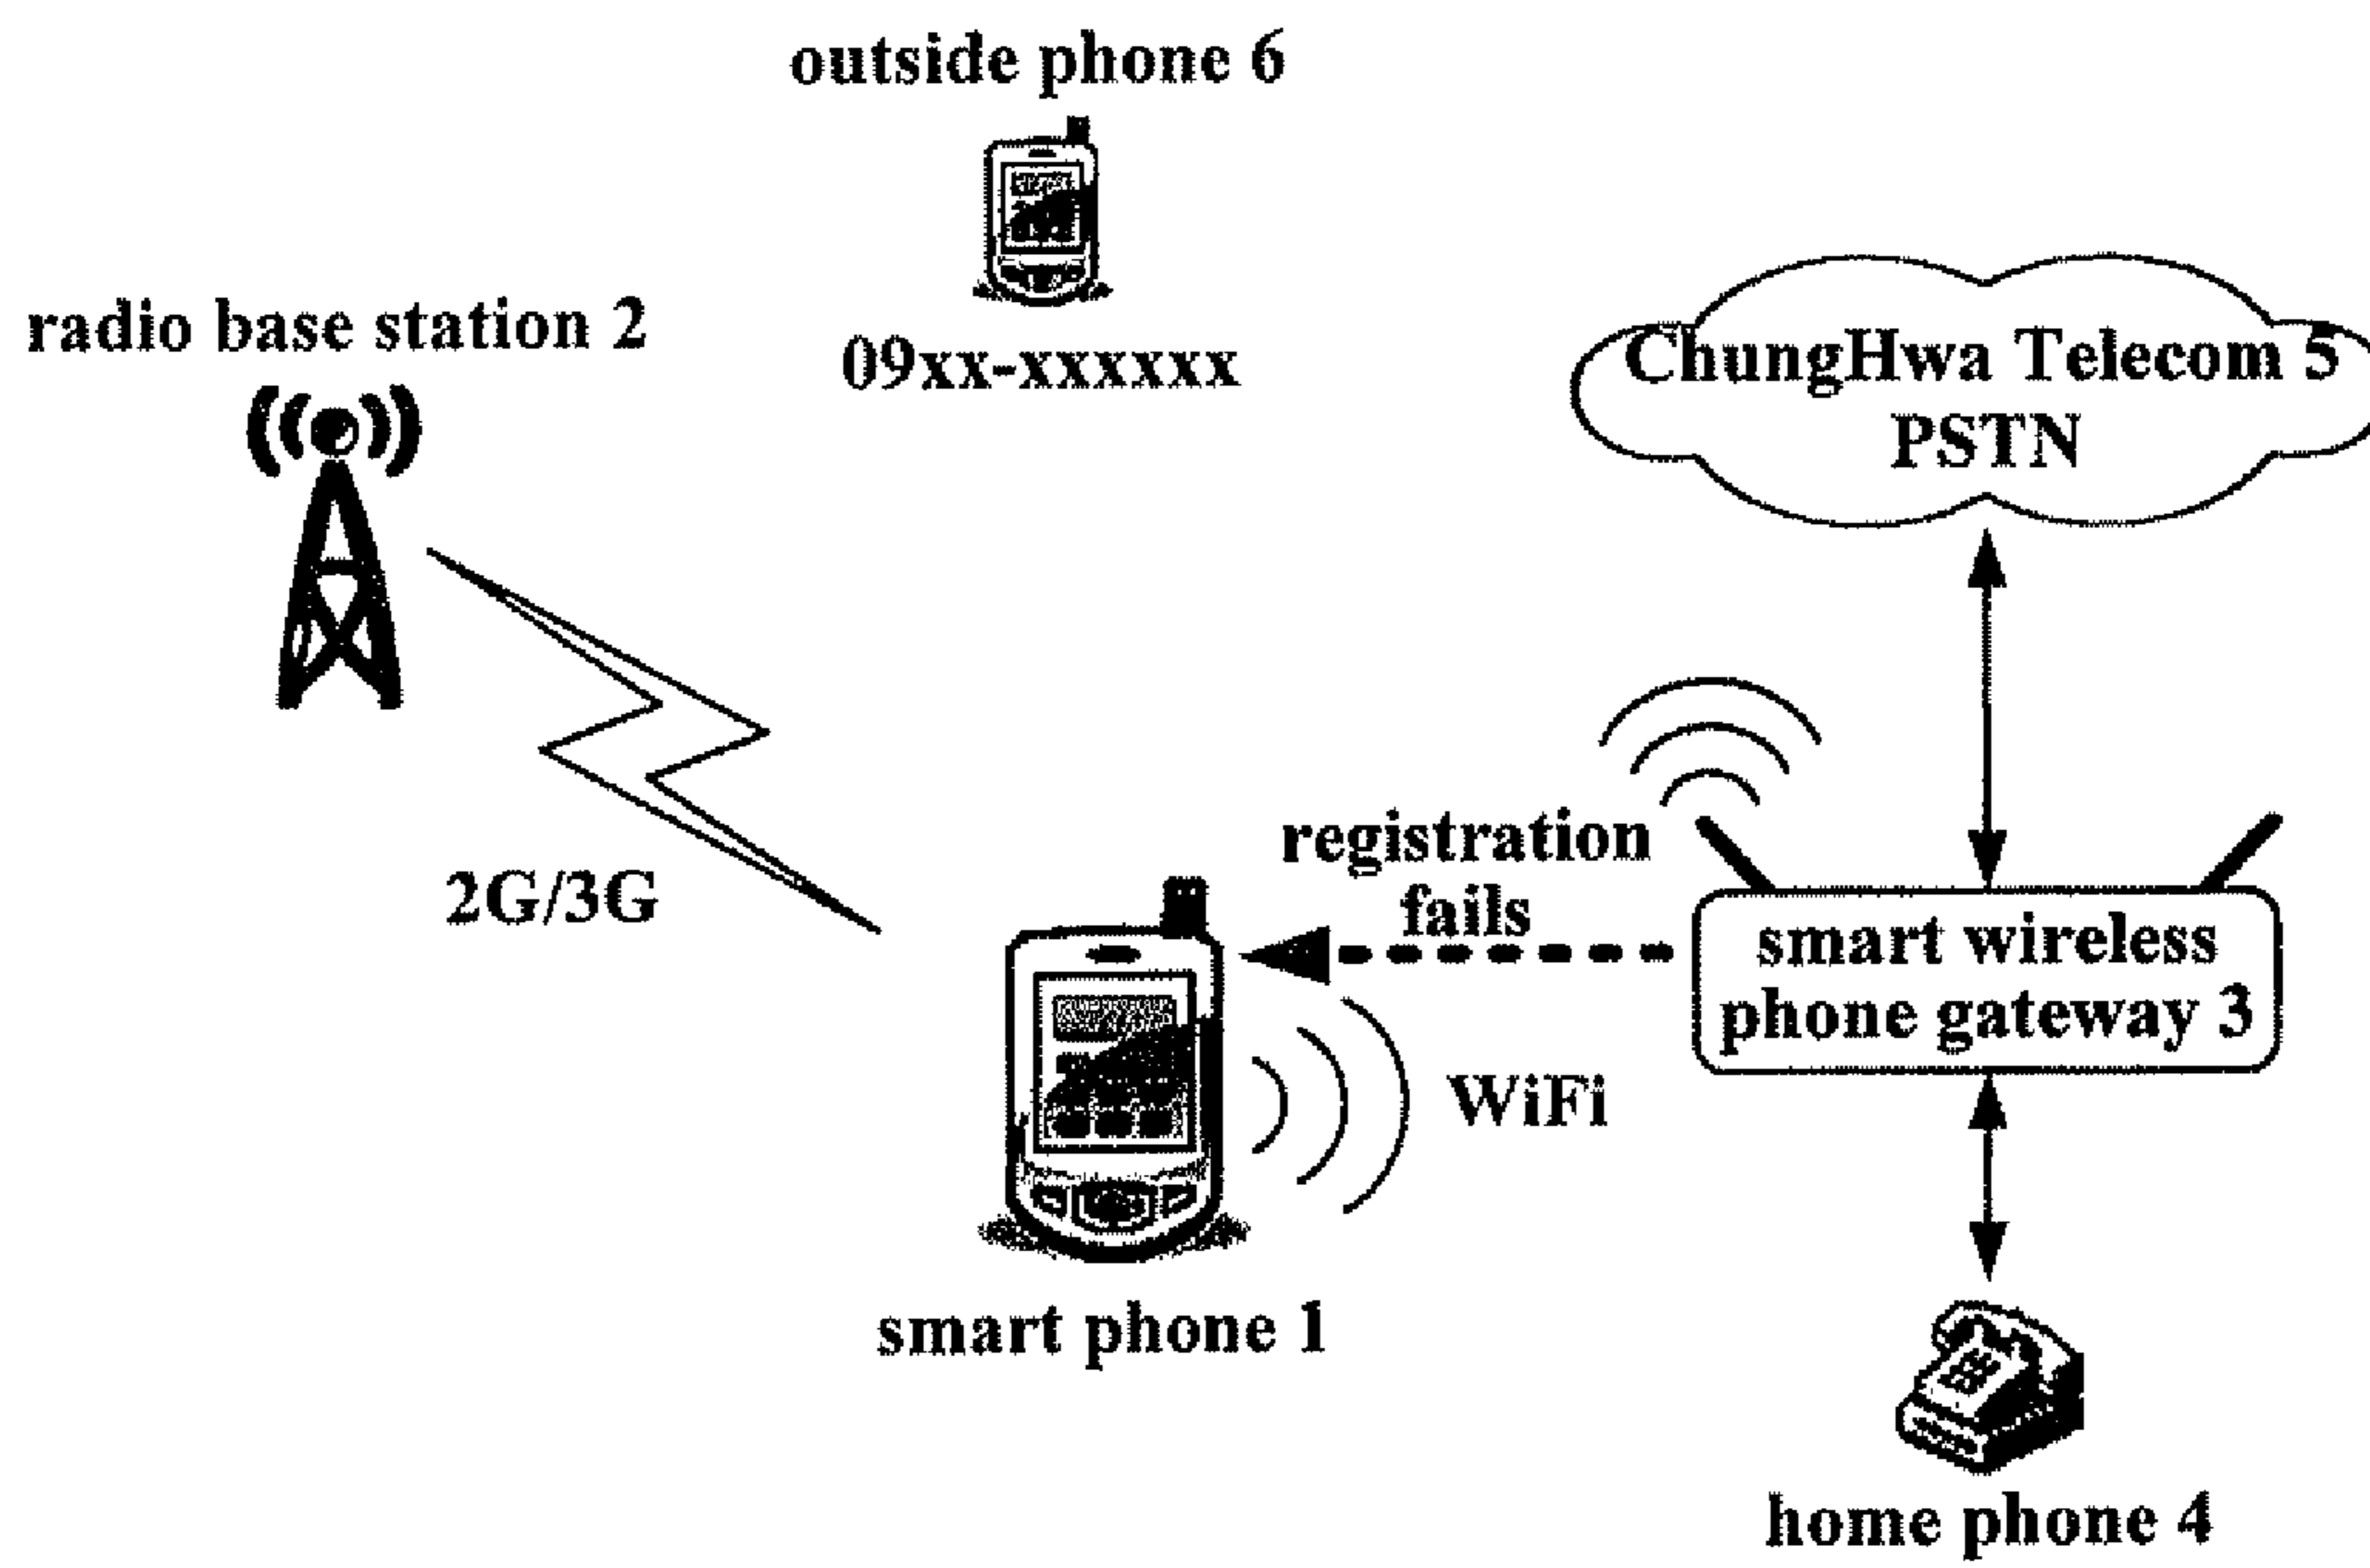 outside phone 6
09xx-xxxxxx
radio base station 2
ChungHwa Telecom 5
PSTN
2G/3G
registration
fails
smart wireless
phone gateway 3
WiFi
smart phone 1
home phone 4